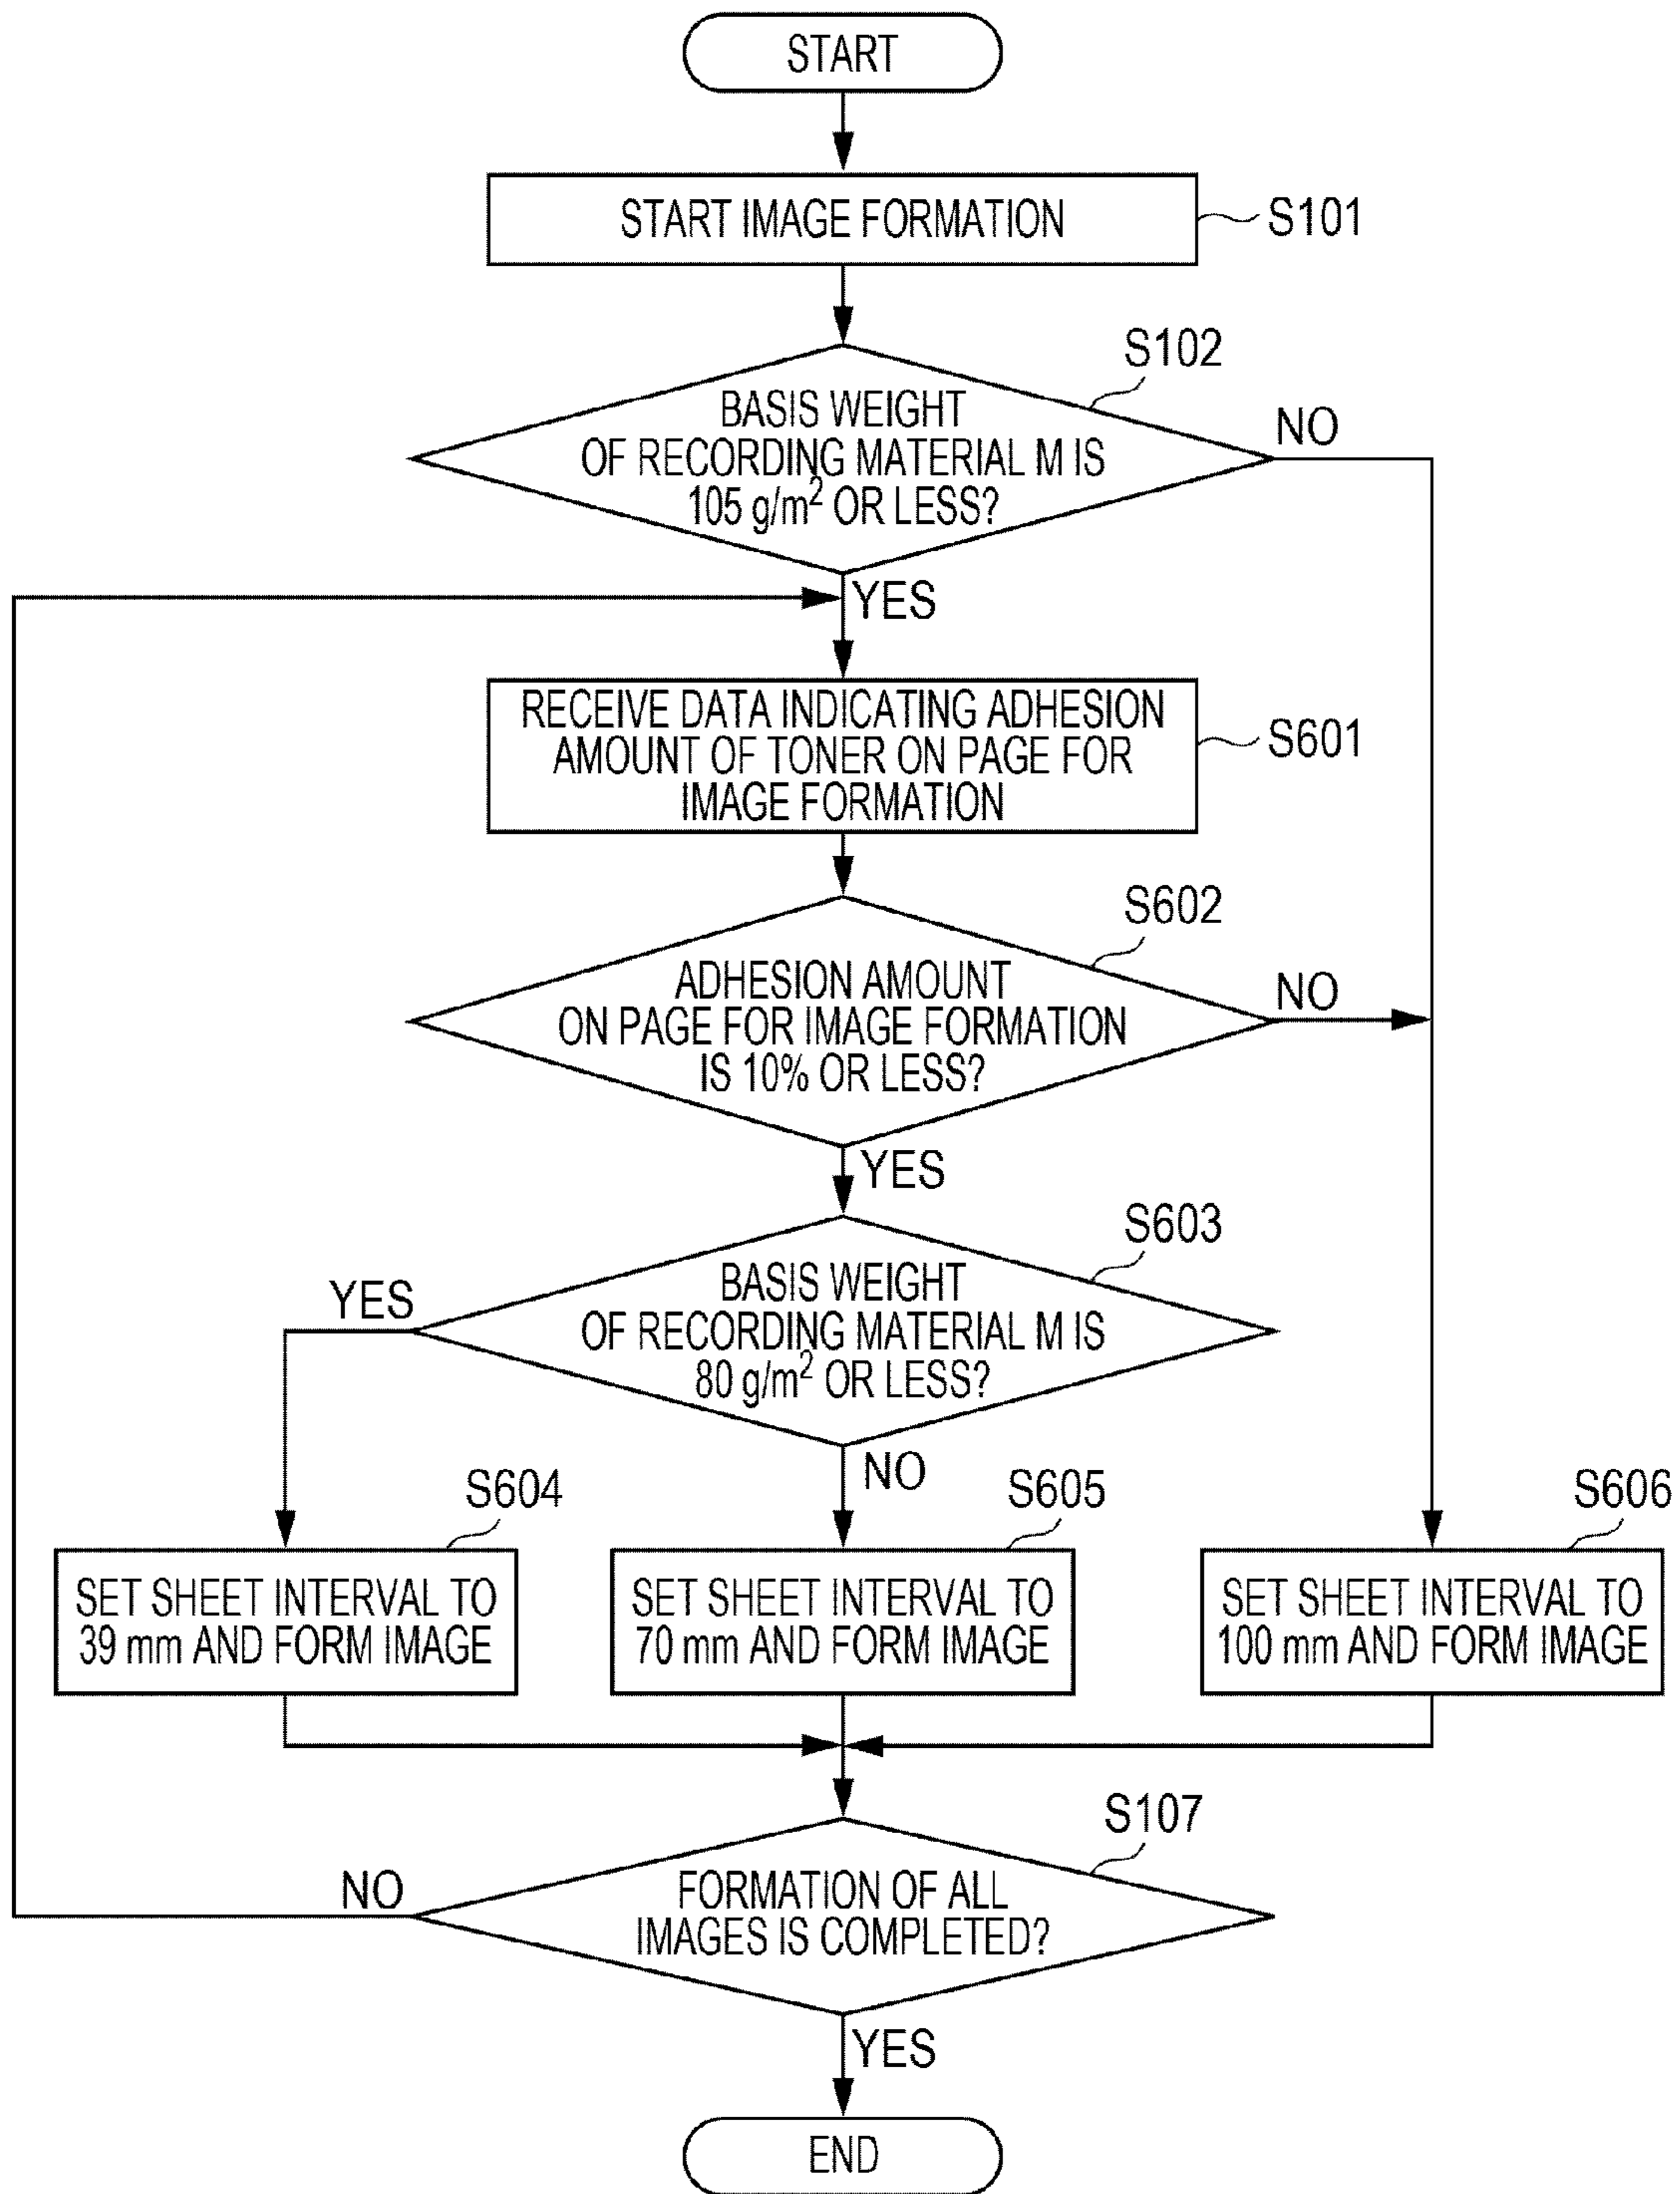 START
START IMAGE FORMATION
S101
S102
BASIS WEIGHT
OF RECORDING MATERIAL M IS
105 g/m² OR LESS?
NO
YES
RECEIVE DATA INDICATING ADHESION
AMOUNT OF TONER ON PAGE FOR
IMAGE FORMATION
S601
S602
ADHESION AMOUNT
ON PAGE FOR IMAGE FORMATION
IS 10% OR LESS?
NO
YES
S603
BASIS WEIGHT
OF RECORDING MATERIAL M IS
80 g/m² OR LESS?
YES
NO
S604
SET SHEET INTERVAL TO
39 mm AND FORM IMAGE
S605
SET SHEET INTERVAL TO
70 mm AND FORM IMAGE
S606
SET SHEET INTERVAL TO
100 mm AND FORM IMAGE
S107
FORMATION OF ALL
IMAGES IS COMPLETED?
NO
YES
END